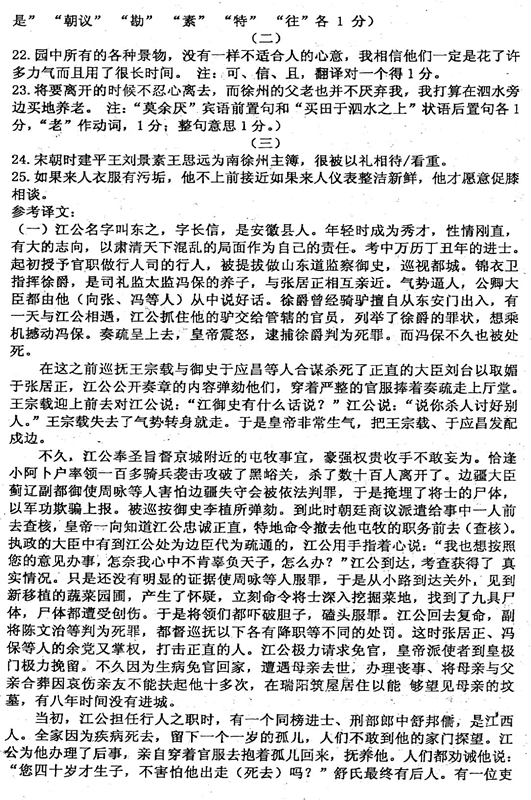 是” “朝议” “勘” “素” “特” “往”各 1 分）
（二）
22. 园中所有的各种景物，没有一样不适合人的心意，我相信他们一定是花了许
多力气而且用了很长时间。 注：可、信、且，翻译对一个得 1 分。
23. 将要离开的时候不忍心离去，而徐州的父老也并不厌弃我，我打算在泗水旁
边买地养老。 注：“莫余厌”宾语前置句和“买田于泗水之上”状语后置句各 1
分，“老”作动词，1 分；整句意思 1 分。）
（三）
24. 宋朝时建平王刘景素王思远为南徐州主簿，很被以礼相待/看重。
25. 如果来人衣服有污垢，他不上前接近如果来人仪表整洁新鲜，他才愿意促膝
相谈。
参考译文：
（一）江公名字叫东之，字长信，是安徽县人。年轻时成为秀才，性情刚直，
有大的志向，以肃清天下混乱的局面作为自己的责任。考中万历丁丑年的进士。
起初授予官职做行人司的行人，被提拔做山东道监察御史，巡视都城。锦衣卫
指挥徐爵，是司礼监太监冯保的养子，与张居正相互亲近。气势逼人，公卿大
臣都由他（向张、冯等人）从中说好话。徐爵曾经骑驴擅自从东安门出入，有
一天与江公相遇，江公抓住他的驴交给管辖的官员，列举了徐爵的罪状，想乘
机撼动冯保。奏疏呈上去，皇帝震怒，逮捕徐爵判为死罪。而冯保不久也被处
死。
在这之前巡抚王宗载与御史于应昌等人合谋杀死了正直的大臣刘台以取媚
于张居正，江公公开奏章的内容弹劾他们，穿着严整的官服捧着奏疏走上厅堂。
王宗载迎上前去对江公说：“江御史有什么话说？”江公说：“说你杀人讨好别
人。”王宗载失去了气势转身就走。于是皇帝非常生气，把王宗载、于应昌发配
戍边。
不久，江公奉圣旨督京城附近的屯牧事宜，豪强权贵收手不敢妄为。恰逢
小阿卜户率领一百多骑兵袭击攻破了黑峪关，杀了数十百人离开了。边疆大臣
蓟辽副都御使周咏等人害怕边疆失守会被依法判罪，于是掩埋了将士的尸体，
以军功欺骗上报。被巡按御史李植所弹劾。到此时朝廷商议派遣给事中一人前
去查核，皇帝一向知道江公忠诚正直，特地命令撤去他屯牧的职务前去（查核）。
执政的大臣中有到江公处为边臣代为疏通的，江公用手指着心说：“我也想按照
您的意见办事，怎奈我心中不肯辜负天子，怎么办？”江公到达，考查获得了 真
实情况。只是还没有明显的证据使周咏等人服罪，于是从小路到达关外，见到
新移植的蔬菜园圃，产生了怀疑，立刻命令将士深入挖掘菜地，找到了九具尸
体，尸体都遭受创伤。于是将领们都吓破胆子，磕头服罪。江公回去复命，副
将陈文治等判为死罪，都督巡抚以下各有降职等不同的处罚。这时张居正、冯
保等人的余党又掌权，打击正直的人。江公极力请求免官，皇帝派使者到皇极
门极力挽留。不久因为生病免官回家，遭遇母亲去世，办理丧事、将母亲与父
亲合葬因哀伤亲友不能扶起他十多次，在瑞阳筑屋居住以能 够望见母亲的坟
墓，有八年时间没有进城。
当初，江公担任行人之职时，有一个同榜进士、刑部郎中舒邦儒，是江西
人。全家因为疾病死去，留下一个一岁的孤儿，人们不敢到他的家门探望。江
公为他办理了后事，亲自穿着官服去抱着孤儿回来，抚养他。人们都劝诫他说：
“您四十岁才生子，不害怕他出走（死去）吗？”舒氏最终有后人。有一位吏